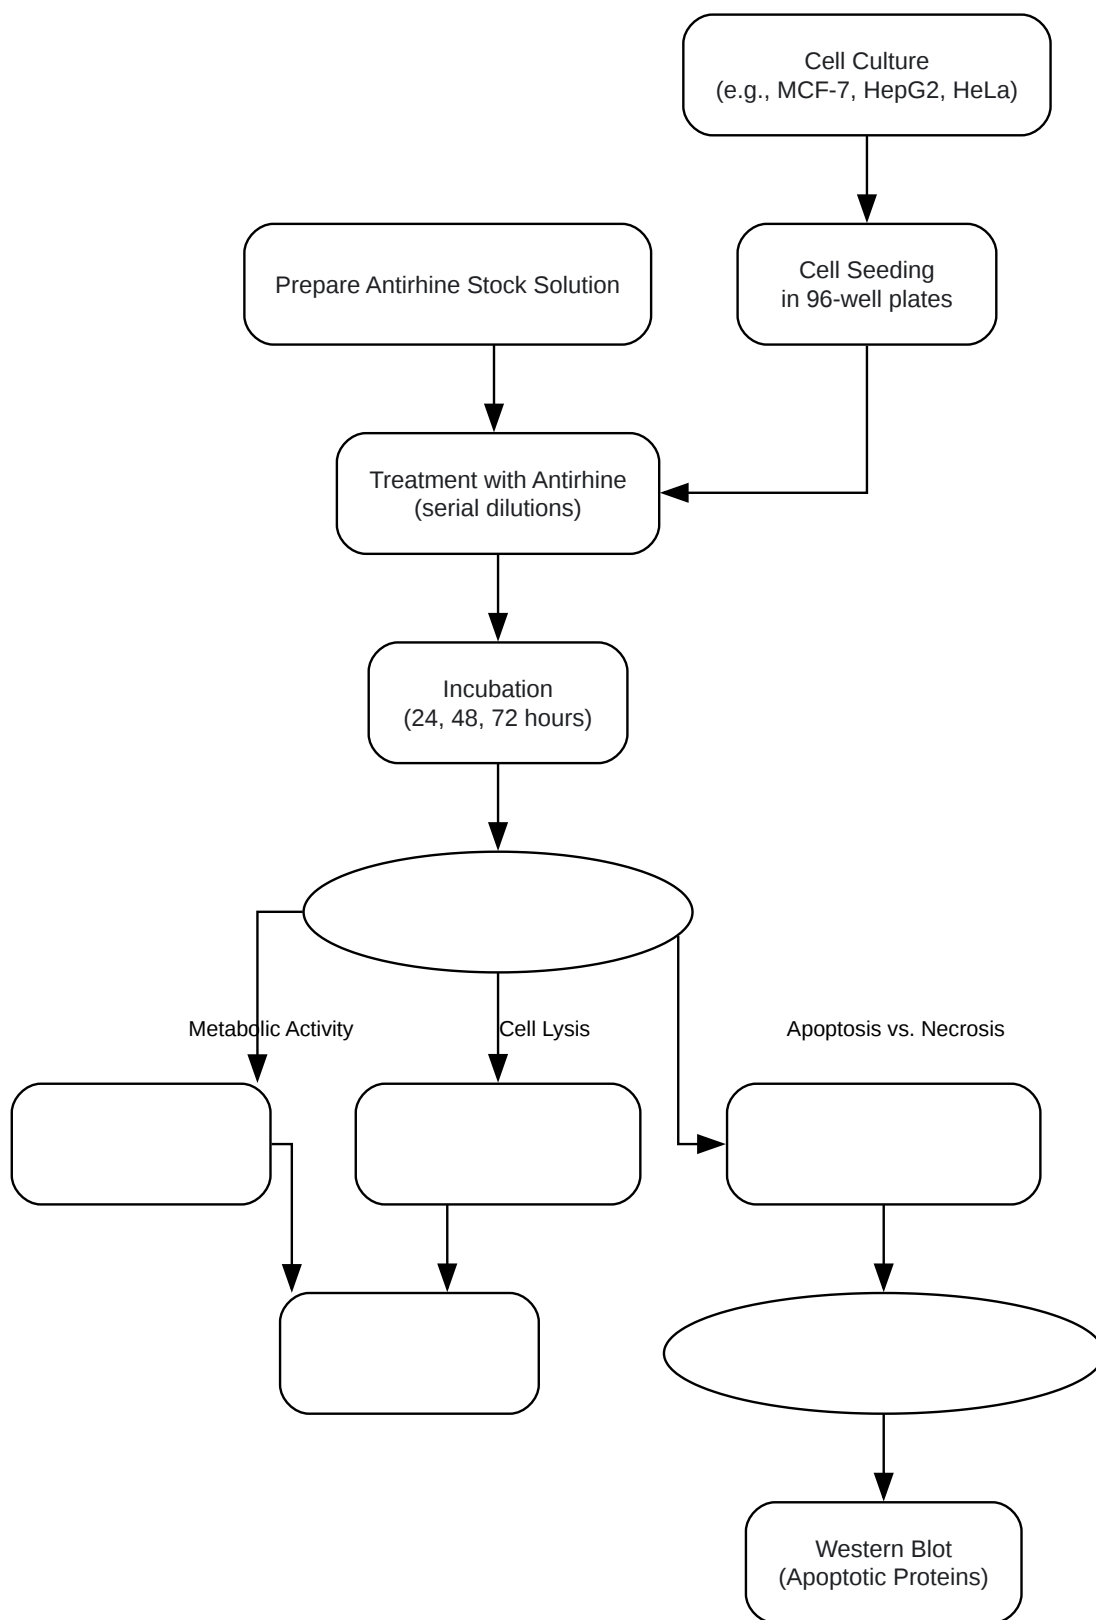 Cell Culture
(e.g., MCF-7, HepG2, HeLa)
Prepare Antirhine Stock Solution
Cell Seeding
in 96-well plates
Treatment with Antirhine
(serial dilutions)
Incubation
(24, 48, 72 hours)
Metabolic Activity
Cell Lysis
Apoptosis vs. Necrosis
Western Blot
(Apoptotic Proteins)